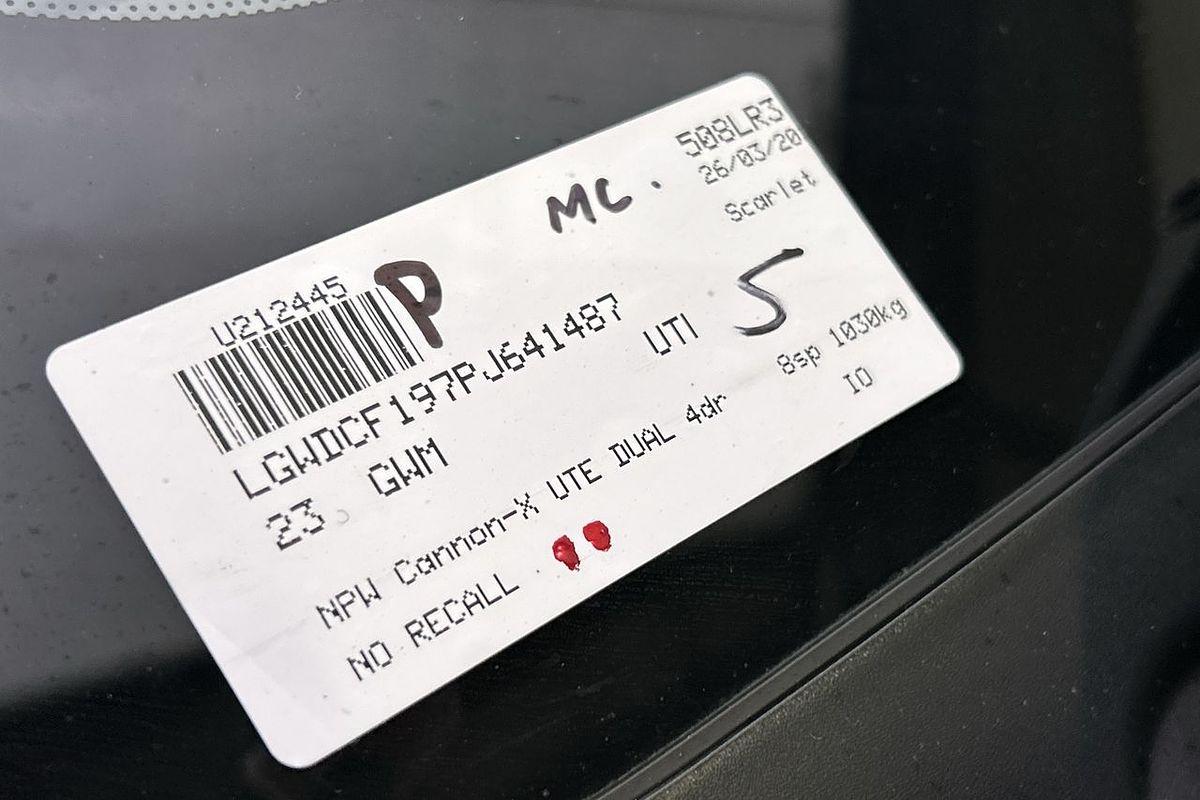 508LR3
26/03/20
MC.
Scarlet
U212445
P
LGWDCF197PJ641487
UTI
S
23 GWM
8sp 1030kg
NPW Cannon-X UTE DUAL 4dr
IO
NO RECALL